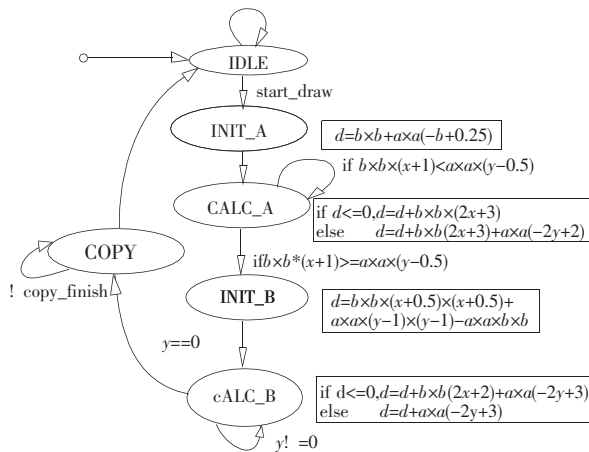 IDLE
start_draw
INIT_A
d=b×b+a×a(-b+0.25)
if b×b×(x+1)<a×a×(y-0.5)
CALC_A
if d<=0,d=d+b×b×(2x+3)
else d=d+b×b(2x+3)+a×a(-2y+2)
COPY
ifb×b*(x+1)>=a×a×(y-0.5)
! copy_finish
INIT_B
d=b×b×(x+0.5)×(x+0.5)+
a×a×(y-1)×(y-1)-a×a×b×b
y==0
cALC_B
if d<=0,d=d+b×b(2x+2)+a×a(-2y+3)
else d=d+a×a(-2y+3)
y! =0